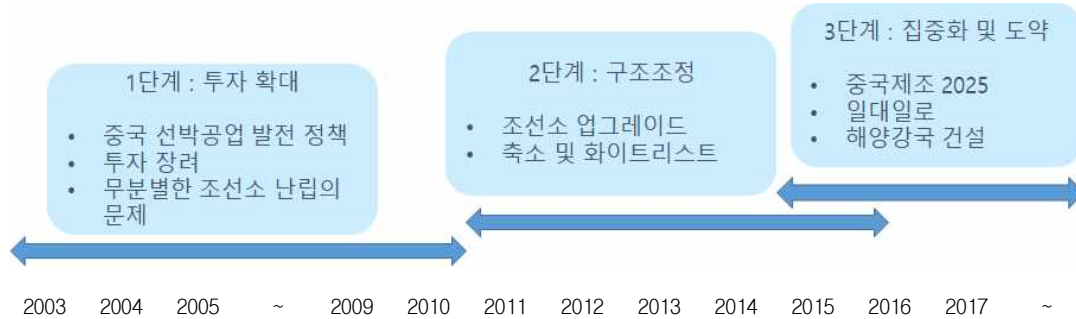 1단계 : 투자 확대
• 중국 선박공업 발전 정책
• 투자 장려
• 무분별한 조선소 난립의
문제
2단계 : 구조조정
• 조선소 업그레이드
• 축소 및 화이트리스트
3단계 : 집중화 및 도약
• 중국제조 2025
• 일대일로
• 해양강국 건설
2003 2004 2005 ~ 2009 2010 2011 2012 2013 2014 2015 2016 2017 ~